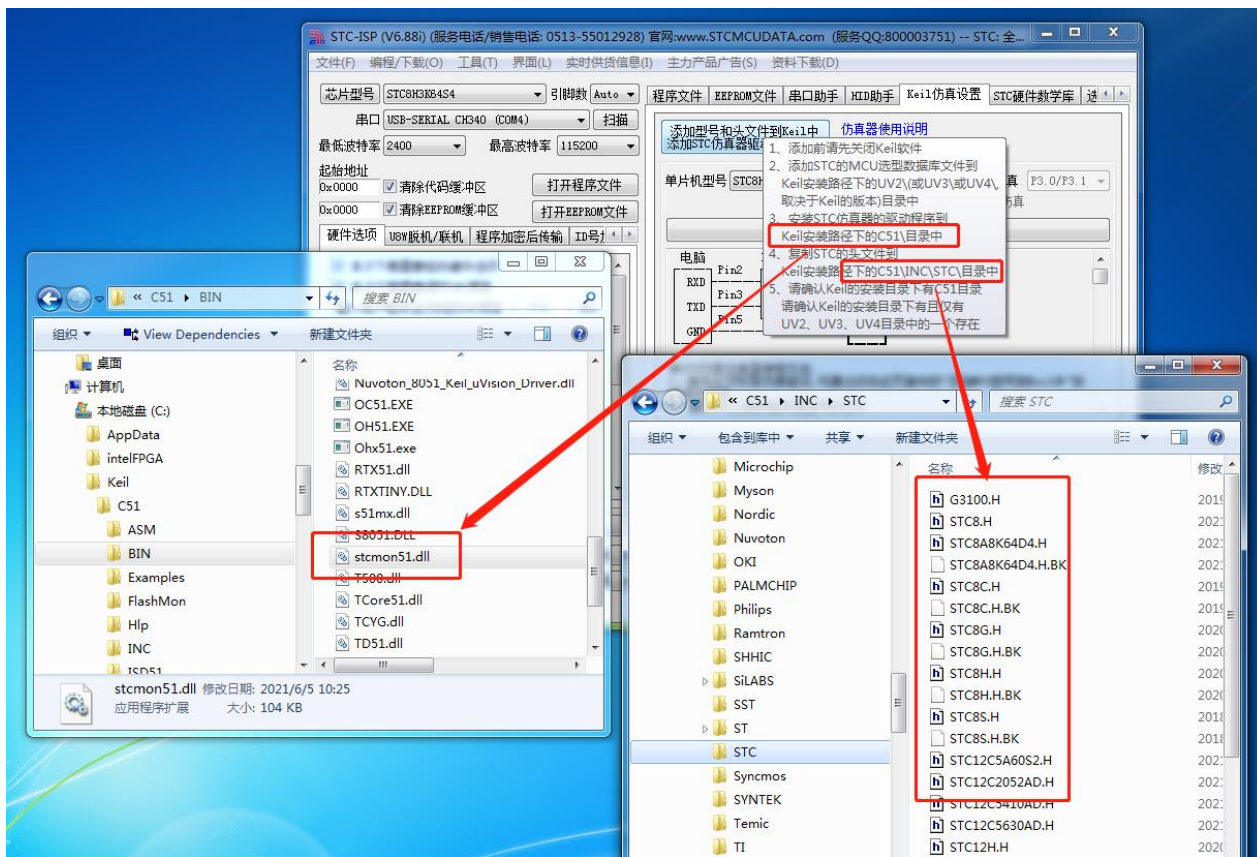 STC-ISP (V6.88i) (服务电话/销售电话: 0513-55012928) 官网:www.STCMCUDATA.com (服务QQ:800003751) -- STC: 全...
文件(F) 编程/下载(O) 工具(T) 界面(L) 实时供货信息(I) 主力产品广告(S) 资料下载(D)
芯片型号 STC8H3K64S4 引脚数 Auto
串口 USB-SERIAL CH340 (COM4) 扫描
最低波特率 2400 最高波特率 115200
起始地址
0x0000 清除代码缓冲区 打开程序文件
0x0000 清除EEPROM缓冲区 打开EEPROM文件
硬件选项 U8W脱机/联机 程序加密后传输 ID号
程序文件 EEPROM文件 串口助手 HID助手 Keil仿真设置 STC硬件数学库 选
添加型号和头文件到Keil中
添加STC仿真器驱
仿真器使用说明
单片机型号 STC8H
真 P3.0/P3.1
仿真
1、添加前请先关闭Keil软件
2、添加STC的MCU选型数据库文件到
Keil安装路径下的UV2\(或UV3\或UV4\,
取决于Keil的版本)目录中
3、安装STC仿真器的驱动程序到
Keil安装路径下的C51\目录中
4、复制STC的头文件到
Keil安装路径下的C51\INC\STC\目录中
5、请确认Keil的安装目录下有C51目录
请确认Keil的安装目录下有且仅有
UV2、UV3、UV4目录中的一个存在
电脑
RXD Pin2
TXD Pin3
GND Pin5
« C51 BIN
搜索 BIN
组织 View Dependencies 新建文件夹
桌面
计算机
本地磁盘 (C:)
AppData
intelFPGA
Keil
C51
ASM
BIN
Examples
FlashMon
Hlp
INC
ISD51
名称
Nuvoton_8051_Keil_uVision_Driver.dll
OC51.EXE
OH51.EXE
Ohx51.exe
RTX51.dll
RTXTINY.DLL
s51mx.dll
S8051.DLL
stcmon51.dll
T500.dll
TCore51.dll
TCYG.dll
TD51.dll
stcmon51.dll 修改日期: 2021/6/5 10:25
应用程序扩展 大小: 104 KB
« C51 INC STC
搜索 STC
组织 包含到库中 共享 新建文件夹
Microchip
Myson
Nordic
Nuvoton
OKI
PALMCHIP
Philips
Ramtron
SHHIC
SiLABS
SST
ST
STC
Syncmos
SYNTEK
Temic
TI
名称 修改
G3100.H 2019
STC8.H 202
STC8A8K64D4.H 202
STC8A8K64D4.H.BK 202
STC8C.H 2019
STC8C.H.BK 2019
STC8G.H 202
STC8G.H.BK 202
STC8H.H 202
STC8H.H.BK 202
STC8S.H 2018
STC8S.H.BK 2018
STC12C5A60S2.H 202
STC12C2052AD.H 202
STC12C5410AD.H 202
STC12C5630AD.H 202
STC12H.H 202